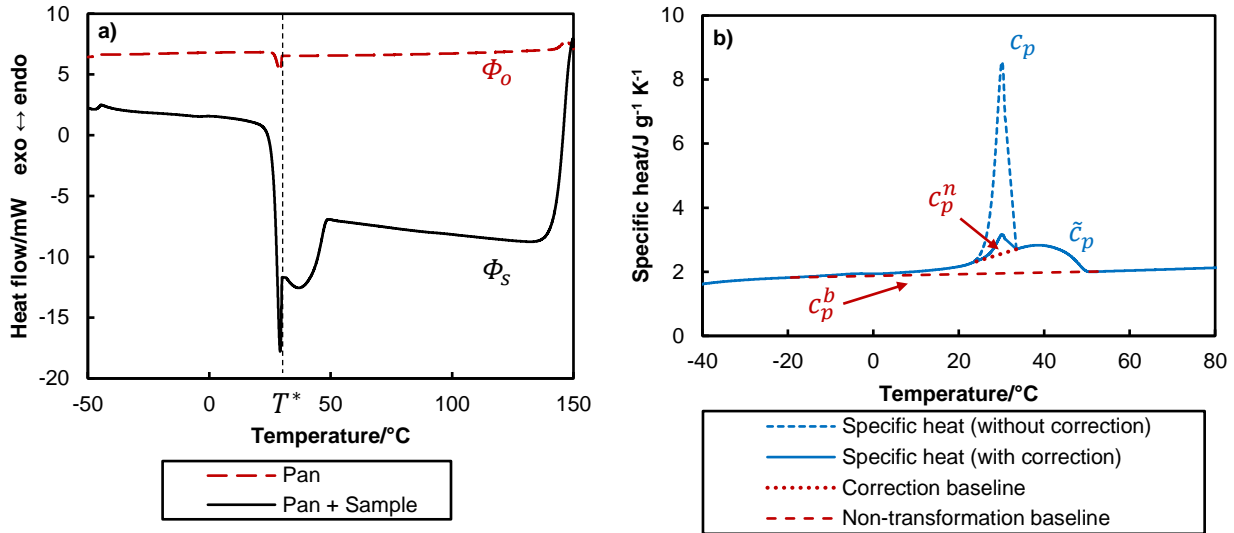 a)
Heat flow/mW exo ↔ endo
10
5
0
-5
-10
-15
-20
Φo
Φs
-50
0
T*
50
100
150
Temperature/°C
Pan
Pan + Sample
b)
Specific heat/J g-1 K-1
10
8
6
4
2
0
cp
cpn
c̃p
cpb
-40
-20
0
20
40
60
80
Temperature/°C
Specific heat (without correction)
Specific heat (with correction)
Correction baseline
Non-transformation baseline